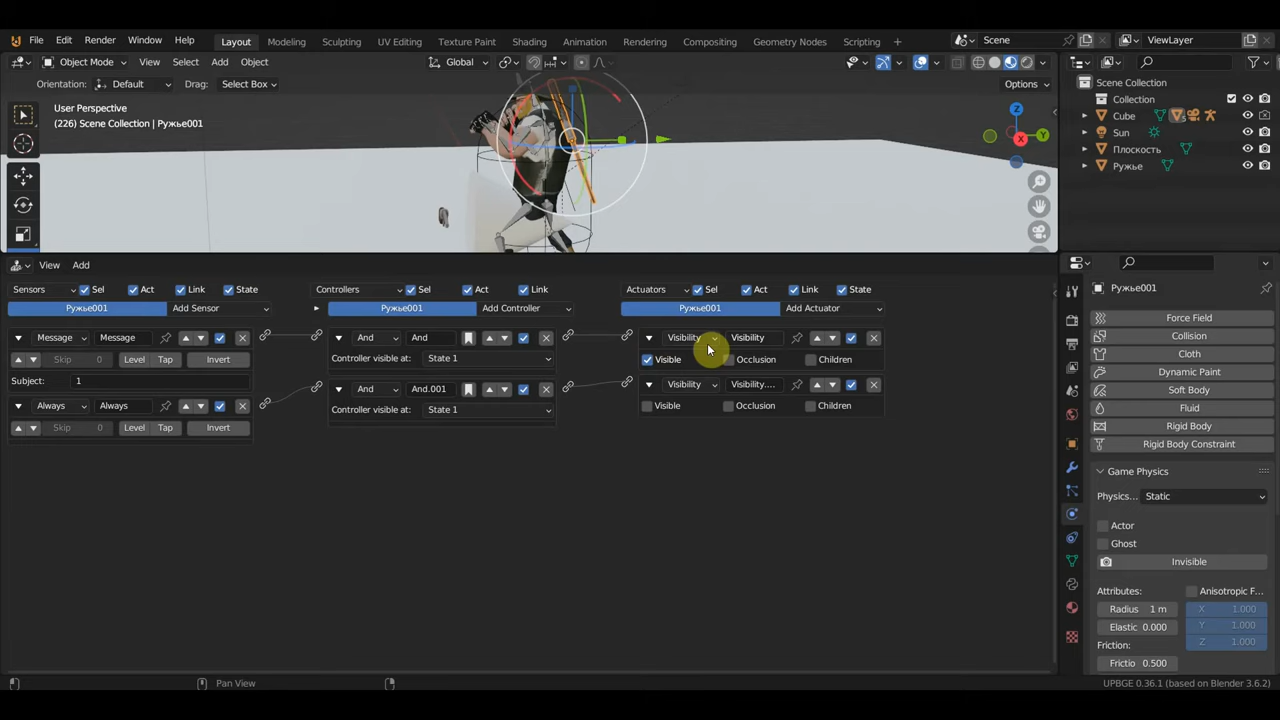 File Edit Render Window Help Layout Modeling Sculpting UV Editing Texture Paint Shading Animation Rendering Compositing Geometry Nodes Scripting + Scene ViewLayer
Object Mode View Select Add Object Global
Orientation: Default Drag: Select Box Options
User Perspective
(226) Scene Collection | Ружье001
Z
X
Y
Scene Collection
Collection
Cube
Sun
Плоскость
Ружье
View Add
Sensors Sel Act Link State Controllers Sel Act Link Actuators Sel Act Link State
Ружье001 Add Sensor Ружье001 Add Controller Ружье001 Add Actuator
Message Message And And Visibility Visibility
Skip 0 Level Tap Invert Controller visible at: State 1 Visible Occlusion Children
Subject: 1 And And.001 Visibility Visibility....
Always Always Controller visible at: State 1 Visible Occlusion Children
Skip 0 Level Tap Invert
Ружье001
Force Field
Collision
Cloth
Dynamic Paint
Soft Body
Fluid
Rigid Body
Rigid Body Constraint
Game Physics
Physics... Static
Actor
Ghost
Invisible
Attributes: Anisotropic F...
Radius 1 m X 1.000
Elastic 0.000 Y 1.000
Friction: Z 1.000
Frictio 0.500
Pan View UPBGE 0.36.1 (based on Blender 3.6.2)